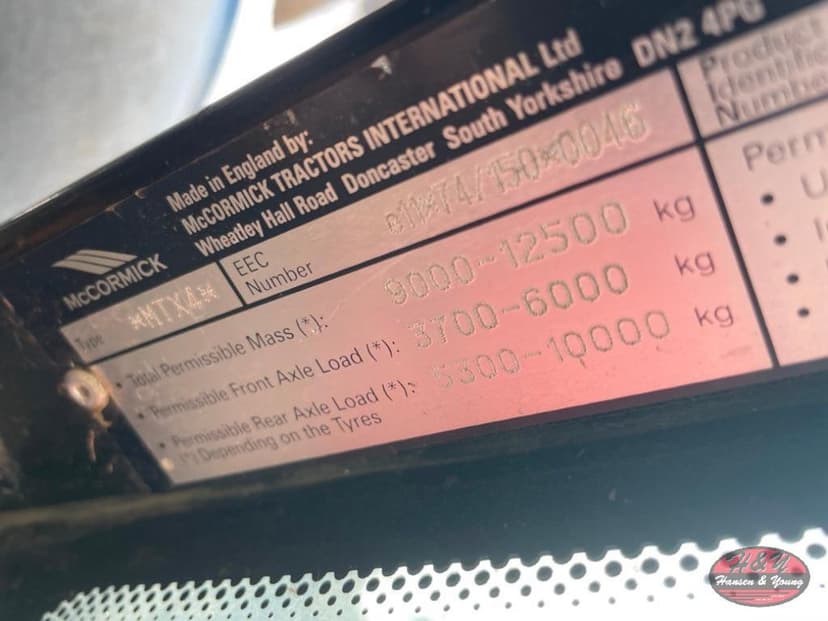 Made in England by:
McCORMICK TRACTORS INTERNATIONAL Ltd
Wheatley Hall Road Doncaster South Yorkshire DN2 4PG
McCORMICK
Type *MTX4*
EEC
Number
e11*74/150*0046
• Total Permissible Mass (*): 9000-12500 kg
• Permissible Front Axle Load (*): 3700-6000 kg
• Permissible Rear Axle Load (*): 5300-10000 kg
(*) Depending on the Tyres
Product
Identific
Number
Perm
• U
• I
•
•
H&Y
Hansen & Young